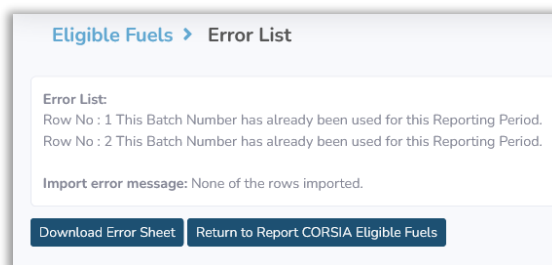 Eligible Fuels > Error List
Error List:
Row No : 1 This Batch Number has already been used for this Reporting Period.
Row No : 2 This Batch Number has already been used for this Reporting Period.
Import error message: None of the rows imported.
Download Error Sheet Return to Report CORSIA Eligible Fuels